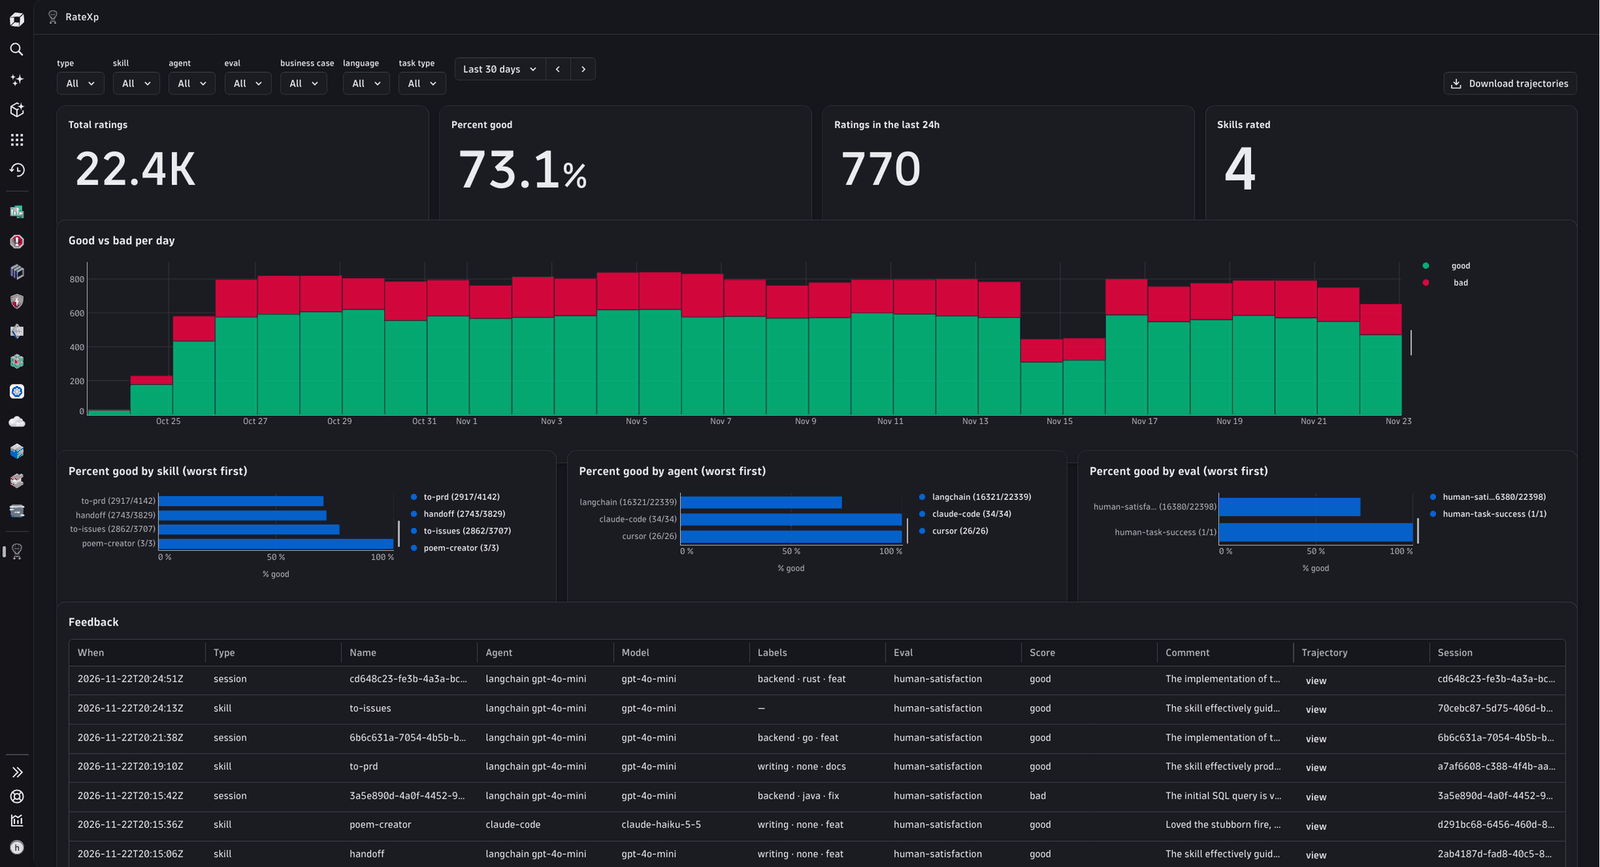 RateXp
type skill agent eval business case language task type
All All All All All All All Last 30 days
Download trajectories
Total ratings
22.4K
Percent good
73.1%
Ratings in the last 24h
770
Skills rated
4
Good vs bad per day
800
600
400
200
0
Oct 25 Oct 27 Oct 29 Oct 31 Nov 1 Nov 3 Nov 5 Nov 7 Nov 9 Nov 11 Nov 13 Nov 15 Nov 17 Nov 19 Nov 21 Nov 23
good
bad
Percent good by skill (worst first)
to-prd (2917/4142)
handoff (2743/3829)
to-issues (2862/3707)
poem-creator (3/3)
0 % 50 % 100 %
% good
to-prd (2917/4142)
handoff (2743/3829)
to-issues (2862/3707)
poem-creator (3/3)
Percent good by agent (worst first)
langchain (16321/22339)
claude-code (34/34)
cursor (26/26)
0 % 50 % 100 %
% good
langchain (16321/22339)
claude-code (34/34)
cursor (26/26)
Percent good by eval (worst first)
human-satisfa... (16380/22398)
human-task-success (1/1)
0 % 50 % 100 %
% good
human-sati...6380/22398)
human-task-success (1/1)
Feedback
When Type Name Agent Model Labels Eval Score Comment Trajectory Session
2026-11-22T20:24:51Z session cd648c23-fe3b-4a3a-bc... langchain gpt-4o-mini gpt-4o-mini backend · rust · feat human-satisfaction good The implementation of t... view cd648c23-fe3b-4a3a-bc...
2026-11-22T20:24:13Z skill to-issues langchain gpt-4o-mini gpt-4o-mini — human-satisfaction good The skill effectively guid... view 70cebc87-5d75-406d-b...
2026-11-22T20:21:38Z session 6b6c631a-7054-4b5b-b... langchain gpt-4o-mini gpt-4o-mini backend · go · feat human-satisfaction good The implementation of t... view 6b6c631a-7054-4b5b-b...
2026-11-22T20:19:10Z skill to-prd langchain gpt-4o-mini gpt-4o-mini writing · none · docs human-satisfaction good The skill effectively prod... view a7af6608-c388-4f4b-aa...
2026-11-22T20:15:42Z session 3a5e890d-4a0f-4452-9... langchain gpt-4o-mini gpt-4o-mini backend · java · fix human-satisfaction bad The initial SQL query is v... view 3a5e890d-4a0f-4452-9...
2026-11-22T20:15:36Z skill poem-creator claude-code claude-haiku-5-5 writing · none · feat human-satisfaction good Loved the stubborn fire, ... view d291bc68-6456-460d-8...
2026-11-22T20:15:06Z skill handoff langchain gpt-4o-mini gpt-4o-mini writing · none · feat human-satisfaction good The skill effectively prod... view 2ab4187d-fad8-40c5-8...
h